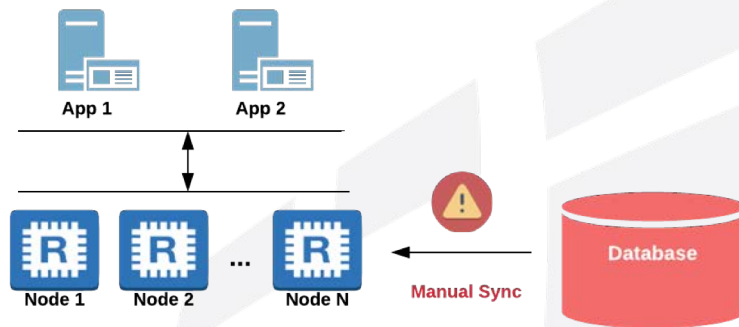 App 1
App 2
R
R
...
R
Node 1
Node 2
Node N
Manual Sync
Database